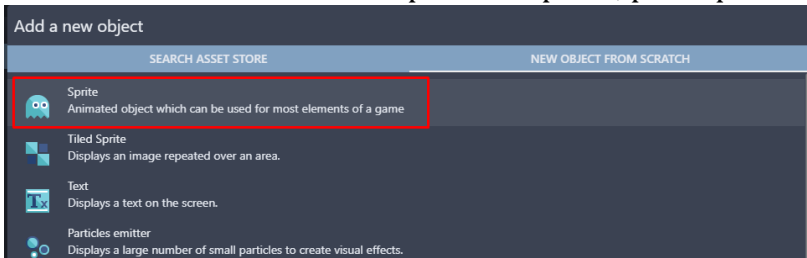 Add a new object
SEARCH ASSET STORE
NEW OBJECT FROM SCRATCH
Sprite
Animated object which can be used for most elements of a game
Tiled Sprite
Displays an image repeated over an area.
Tx
Text
Displays a text on the screen.
Particles emitter
Displays a large number of small particles to create visual effects.